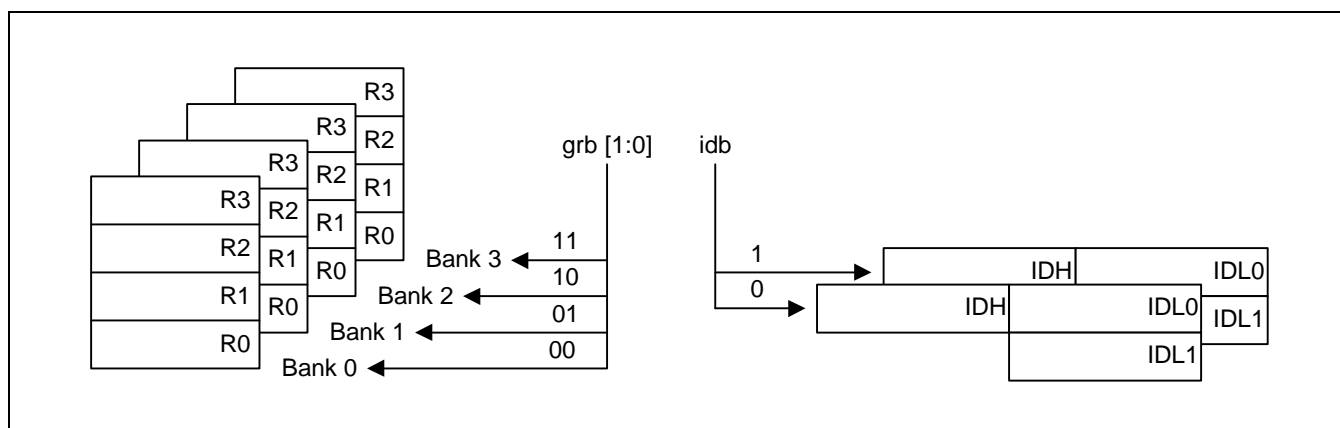 R3
R3
R2
R3
R2
R1
R3
R2
R1
R0
R2
R1
R0
R1
R0
R0
grb [1:0]
idb
Bank 3
11
Bank 2
10
Bank 1
01
Bank 0
00
1
0
IDH
IDL0
IDL1
IDH
IDL0
IDL1